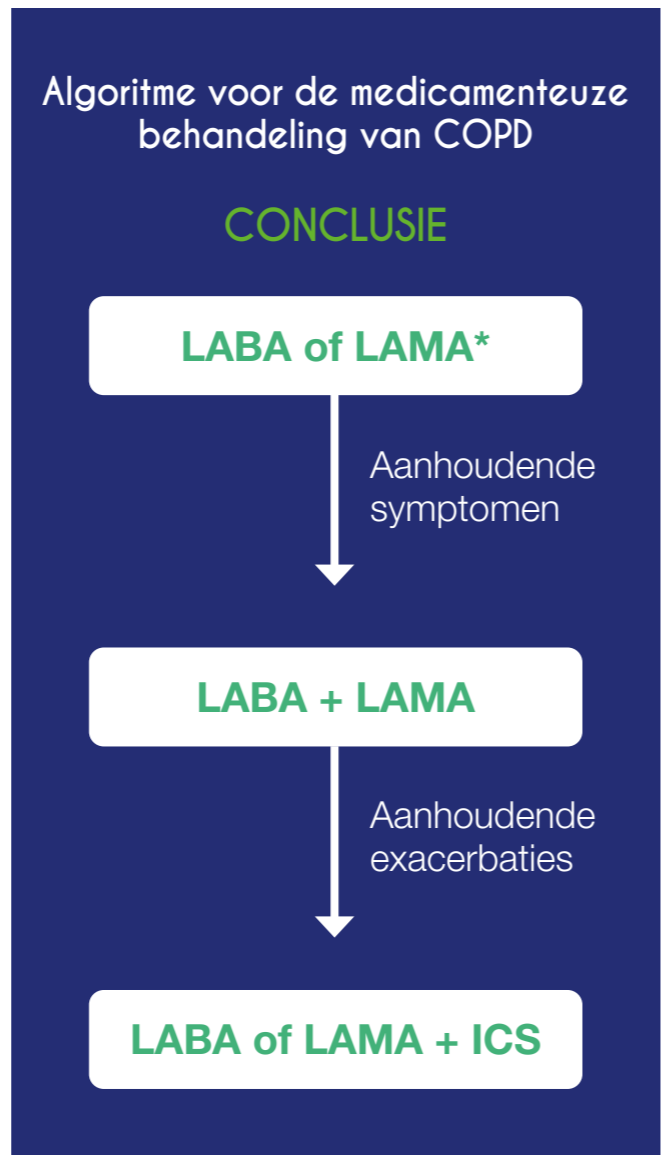 Algoritme voor de medicamenteuze
behandeling van COPD
CONCLUSIE
LABA of LAMA*
Aanhoudende
symptomen
LABA + LAMA
Aanhoudende
exacerbaties
LABA of LAMA + ICS